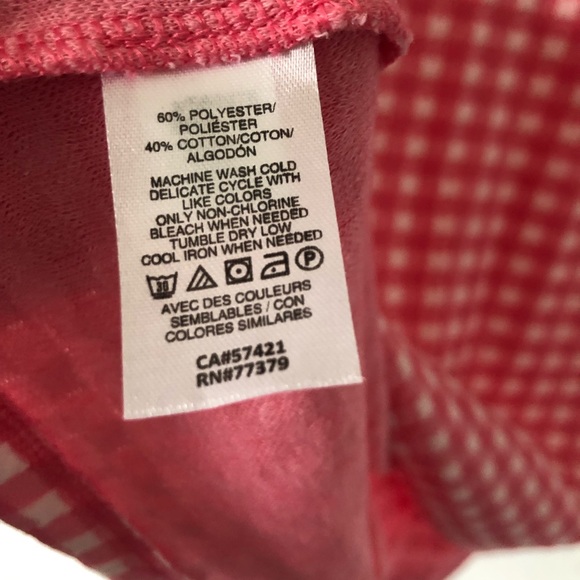 60% POLYESTER/
POLIÉSTER
40% COTTON/COTON/
ALGODÓN
MACHINE WASH COLD
DELICATE CYCLE WITH
LIKE COLORS
ONLY NON-CHLORINE
BLEACH WHEN NEEDED
TUMBLE DRY LOW
COOL IRON WHEN NEEDED
30 P
AVEC DES COULEURS
SEMBLABLES / CON
COLORES SIMILARES
CA#57421
RN#77379